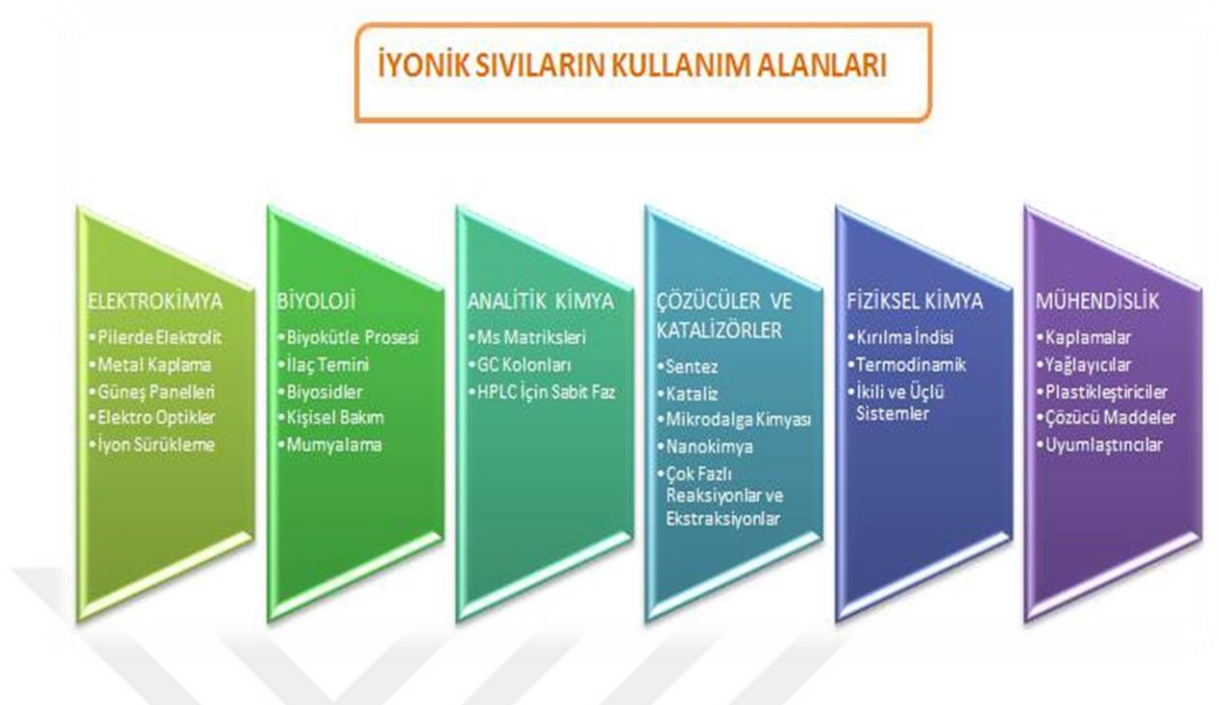 İYONİK SIVILARIN KULLANIM ALANLARI
ELEKTROKİMYA
•Pilerde Elektrolit
•Metal Kaplama
•Güneş Panelleri
•Elektro Optikler
•İyon Sürükleme
BİYOLOJİ
•Biyokütle Prosesi
•İlaç Temini
•Biyosidler
•Kişisel Bakım
•Mumyalama
ANALİTİK KİMYA
•Ms Matriksleri
•GC Kolonları
•HPLC İçin Sabit Faz
ÇÖZÜCÜLER VE
KATALİZÖRLER
•Sentez
•Kataliz
•Mikrodalga Kimyası
•Nanokimya
•Çok Fazlı
Reaksiyonlar ve
Ekstraksiyonlar
FİZİKSEL KİMYA
•Kırılma İndisi
•Termodinamik
•İkili ve Üçlü
Sistemler
MÜHENDİSLİK
•Kaplamalar
•Yağlayıcılar
•Plastikleştiriciler
•Çözücü Maddeler
•Uyumlaştırıcılar